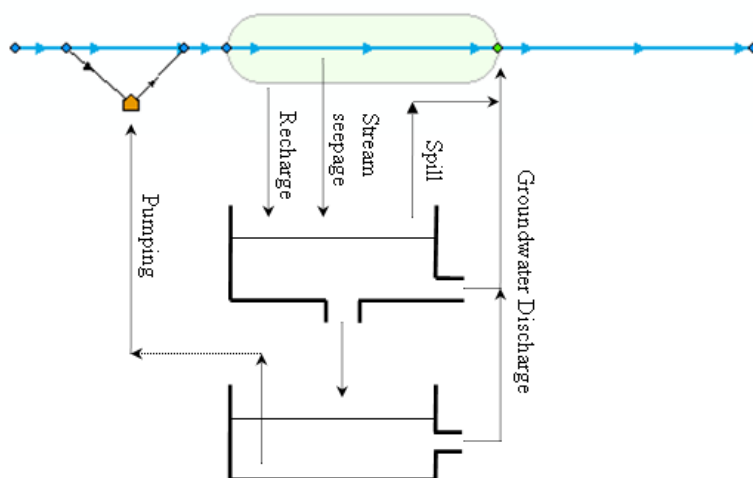 Recharge
Stream
seepage
Spill
Pumping
Groundwater Discharge